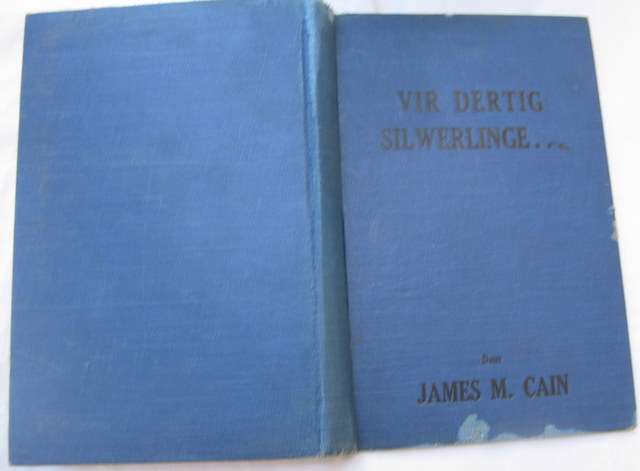 VIR DERTIG
SILWERLINGE....
Deur
JAMES M. CAIN